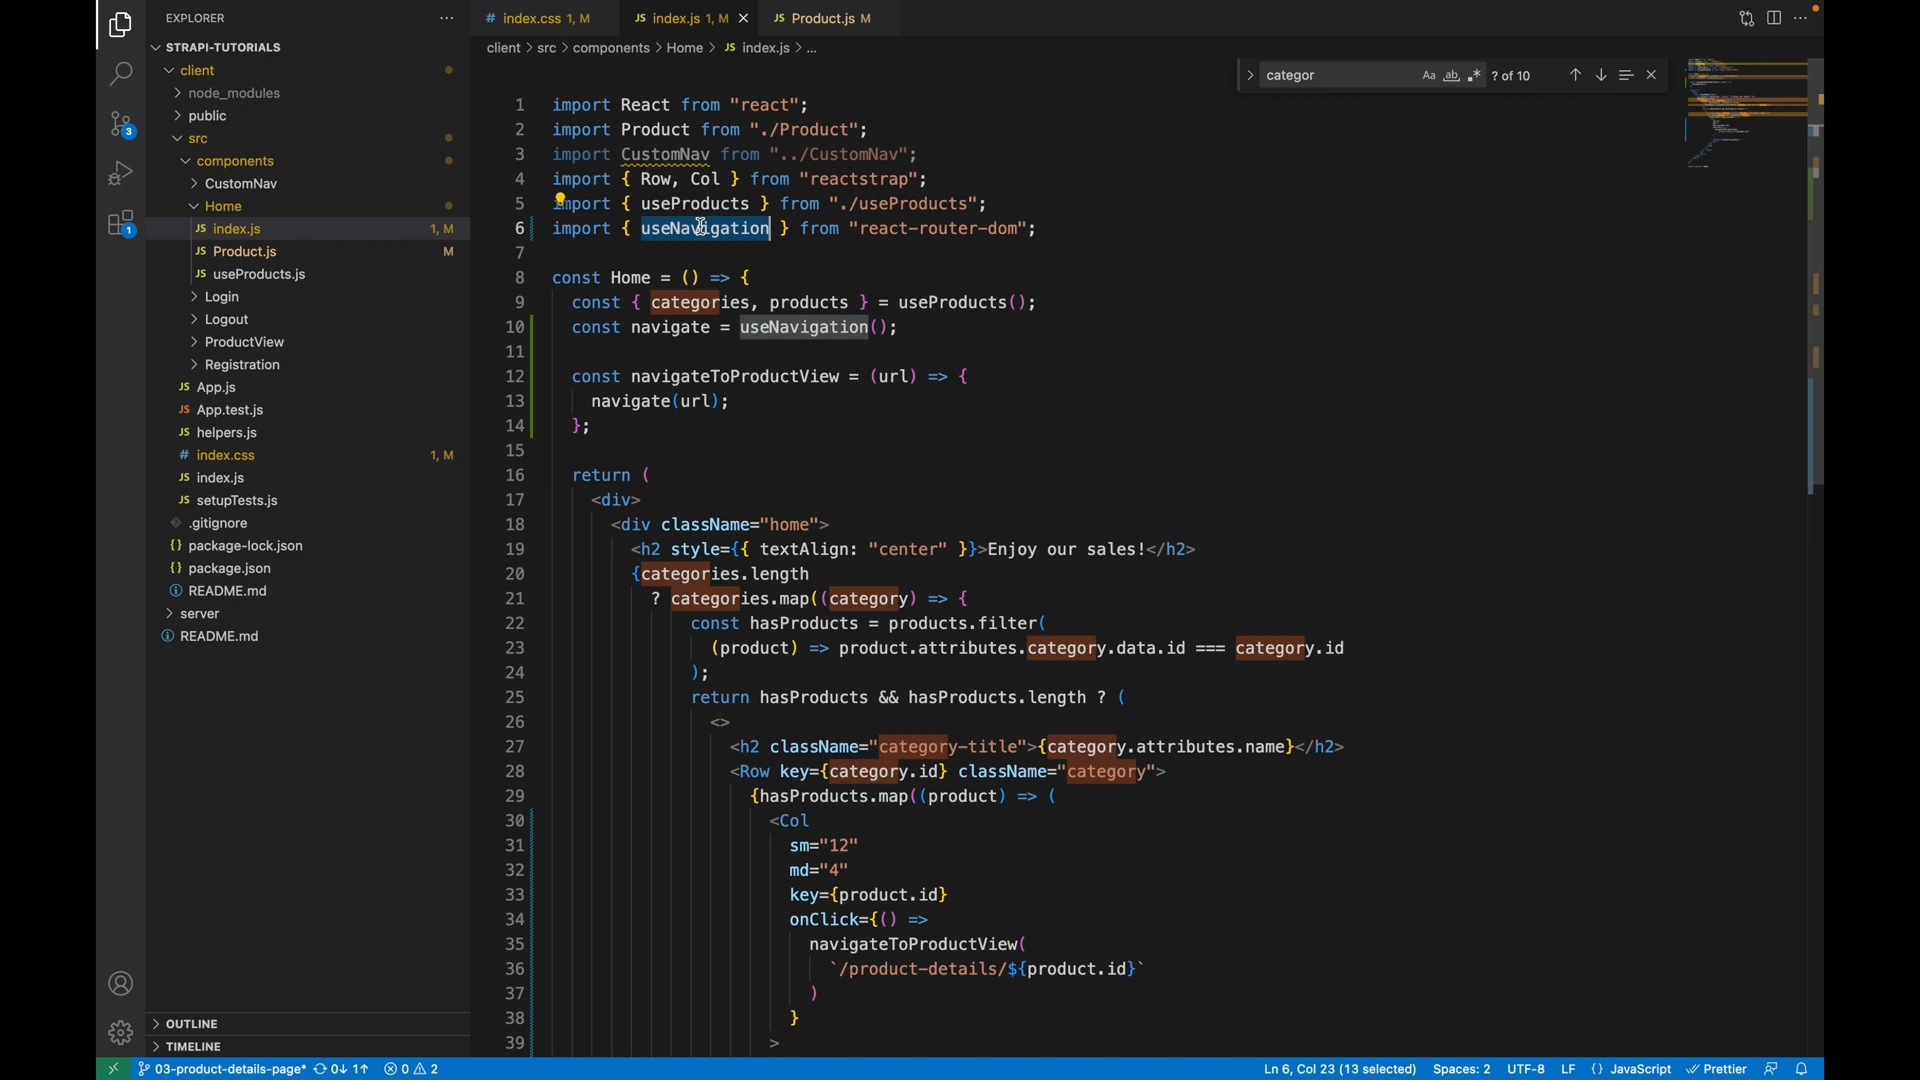 EXPLORER
STRAPI-TUTORIALS
client
node_modules
public
src
components
CustomNav
Home
JS index.js 1, M
JS Product.js M
JS useProducts.js
Login
Logout
ProductView
Registration
JS App.js
JS App.test.js
JS helpers.js
# index.css 1, M
JS index.js
JS setupTests.js
.gitignore
{} package-lock.json
{} package.json
README.md
server
README.md
OUTLINE
TIMELINE
3
1
# index.css 1, M
JS index.js 1, M
JS Product.js M
client > src > components > Home > JS index.js > ...
categor
Aa ab
? of 10
1 import React from "react";
2 import Product from "./Product";
3 import CustomNav from "../CustomNav";
4 import { Row, Col } from "reactstrap";
5 import { useProducts } from "./useProducts";
6 import { useNavigation } from "react-router-dom";
7
8 const Home = () => {
9 const { categories, products } = useProducts();
10 const navigate = useNavigation();
11
12 const navigateToProductView = (url) => {
13 navigate(url);
14 };
15
16 return (
17 <div>
18 <div className="home">
19 <h2 style={{ textAlign: "center" }}>Enjoy our sales!</h2>
20 {categories.length
21 ? categories.map((category) => {
22 const hasProducts = products.filter(
23 (product) => product.attributes.category.data.id === category.id
24 );
25 return hasProducts && hasProducts.length ? (
26 <>
27 <h2 className="category-title">{category.attributes.name}</h2>
28 <Row key={category.id} className="category">
29 {hasProducts.map((product) => (
30 <Col
31 sm="12"
32 md="4"
33 key={product.id}
34 onClick={() =>
35 navigateToProductView(
36 `/product-details/${product.id}`
37 )
38 }
39 >
03-product-details-page* 0↓ 1↑ 0 2
Ln 6, Col 23 (13 selected) Spaces: 2 UTF-8 LF {} JavaScript Prettier